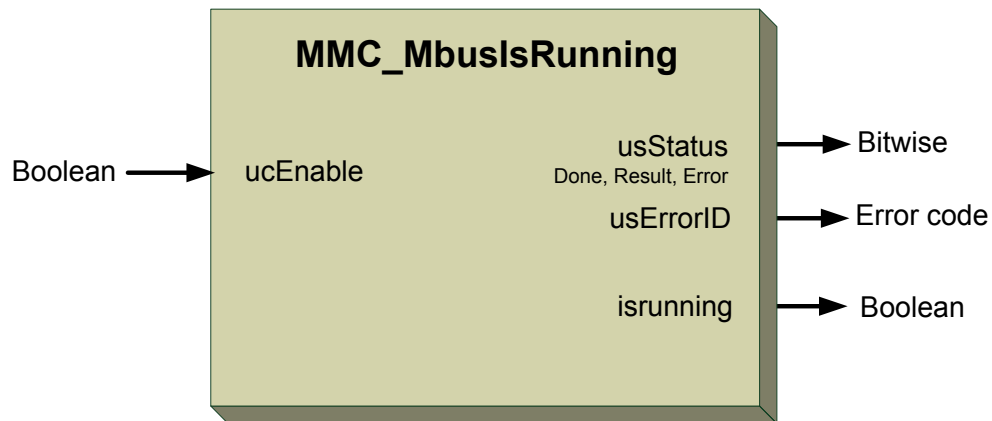 MMC_MbusIsRunning
Boolean
ucEnable
usStatus
Done, Result, Error
Bitwise
usErrorID
Error code
isrunning
Boolean